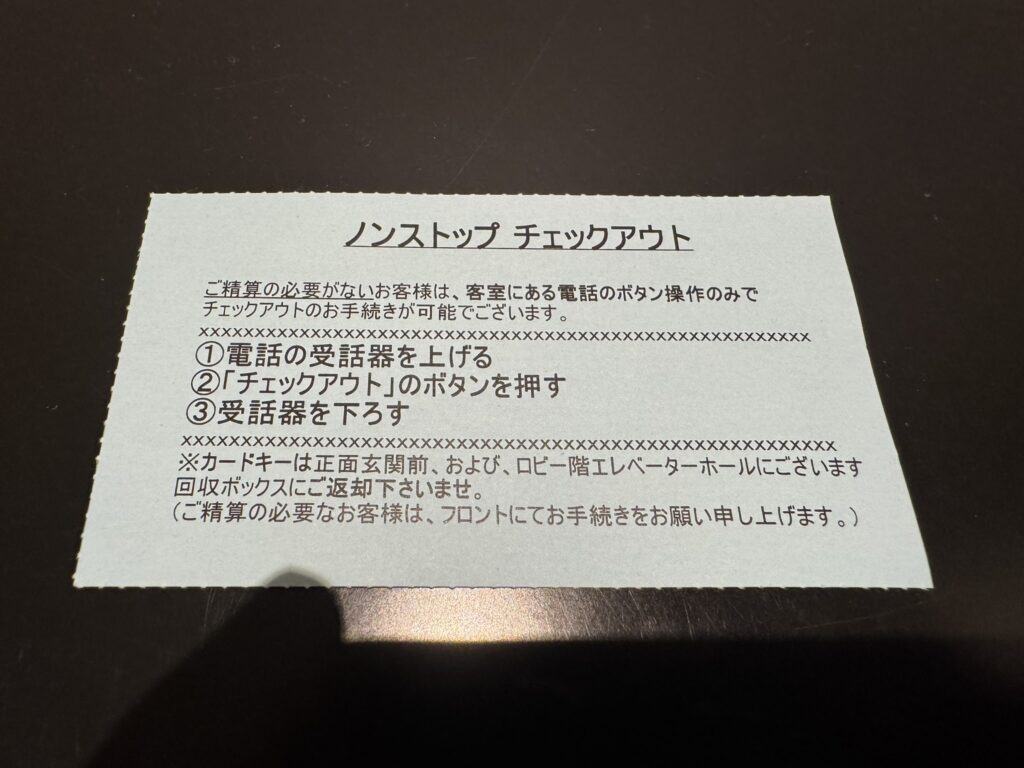 ノンストップ チェックアウト
ご精算の必要がないお客様は、客室にある電話のボタン操作のみで
チェックアウトのお手続きが可能でございます。
xxxxxxxxxxxxxxxxxxxxxxxxxxxxxxxxxxxxxxxxxxxxxxxxxxx
①電話の受話器を上げる
②「チェックアウト」のボタンを押す
③受話器を下ろす
xxxxxxxxxxxxxxxxxxxxxxxxxxxxxxxxxxxxxxxxxxxxxxxxxxxxx
※カードキーは正面玄関前、および、ロビー階エレベーターホールにございます
回収ボックスにご返却下さいませ。
(ご精算の必要なお客様は、フロントにてお手続きをお願い申し上げます。)